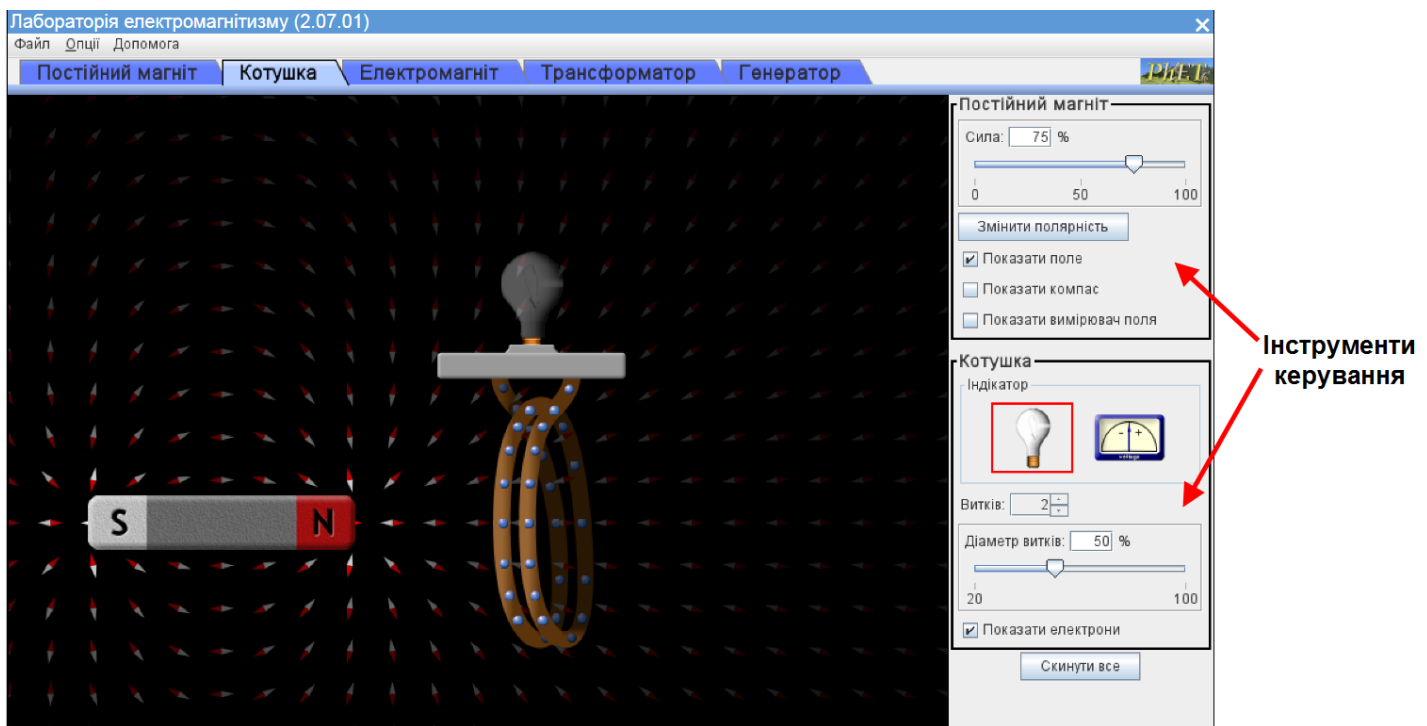 Лабораторія електромагнітизму (2.07.01)
Файл Опції Допомога
Постійний магніт Котушка Електромагніт Трансформатор Генератор
PhET
Постійний магніт
Сила: 75 %
0 50 100
Змінити полярність
Показати поле
Показати компас
Показати вимірювач поля
Котушка
Індікатор
- +
voltage
Витків: 2
Діаметр витків: 50 %
20 100
Показати електрони
Скинути все
S N
Інструменти
керування